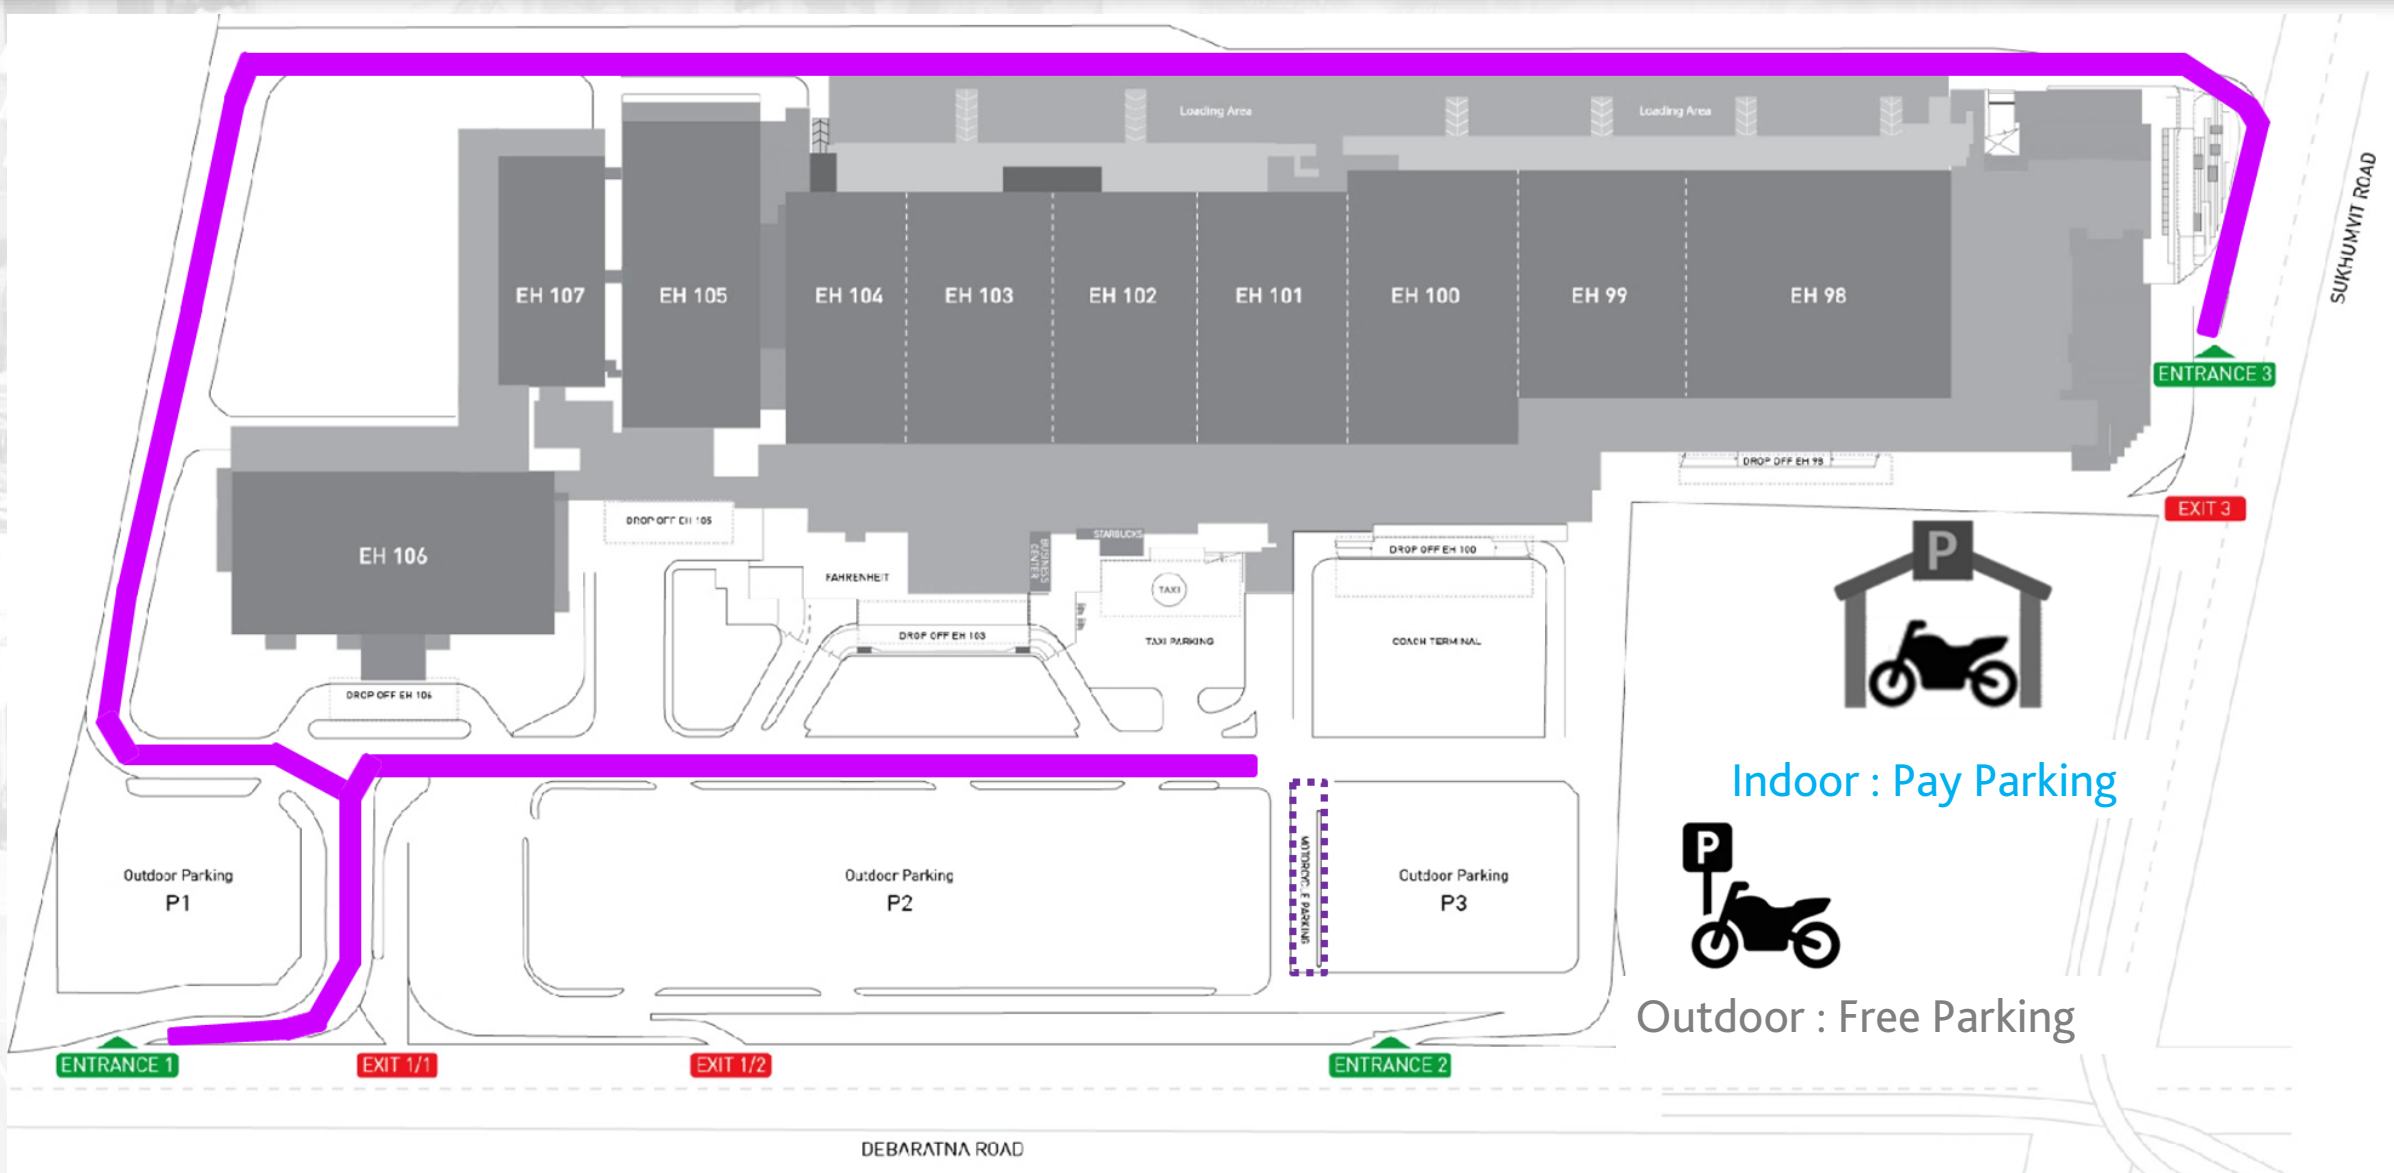 Loading Area
Loading Area
SUKHUMVIT ROAD
EH 107
EH 105
EH 104
EH 103
EH 102
EH 101
EH 100
EH 99
EH 98
ENTRANCE 3
DROP OFF EH 98
EXIT 3
DROP OFF EH 105
STARBUCKS
BUSINESS
CENTER
DROP OFF EH 100
P
EH 106
FAHRENHEIT
TAXI
DROP OFF EH 103
TAXI PARKING
COACH TERMINAL
DROP OFF EH 106
Indoor : Pay Parking
P
Outdoor Parking
P1
Outdoor Parking
P2
MOTORCYCLE PARKING
Outdoor Parking
P3
Outdoor : Free Parking
ENTRANCE 1
EXIT 1/1
EXIT 1/2
ENTRANCE 2
DEBARATNA ROAD